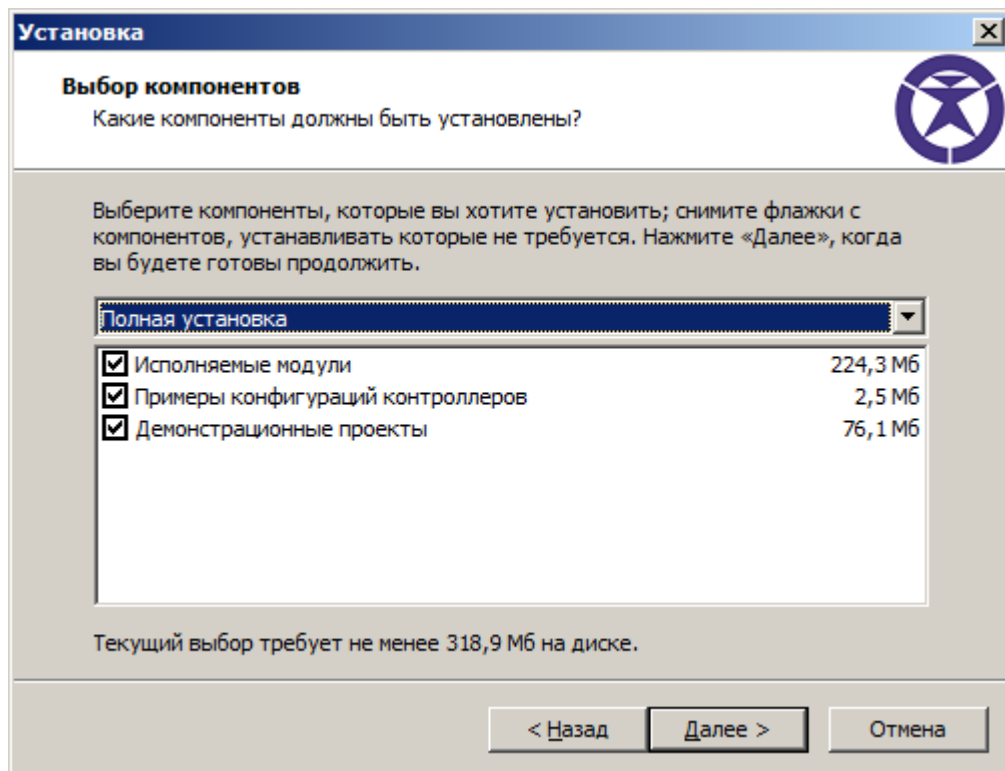 Установка
Выбор компонентов
Какие компоненты должны быть установлены?
Выберите компоненты, которые вы хотите установить; снимите флажки с
компонентов, устанавливать которые не требуется. Нажмите «Далее», когда
вы будете готовы продолжить.
Полная установка
Исполняемые модули 224,3 Мб
Примеры конфигураций контроллеров 2,5 Мб
Демонстрационные проекты 76,1 Мб
Текущий выбор требует не менее 318,9 Мб на диске.
< Назад Далее > Отмена